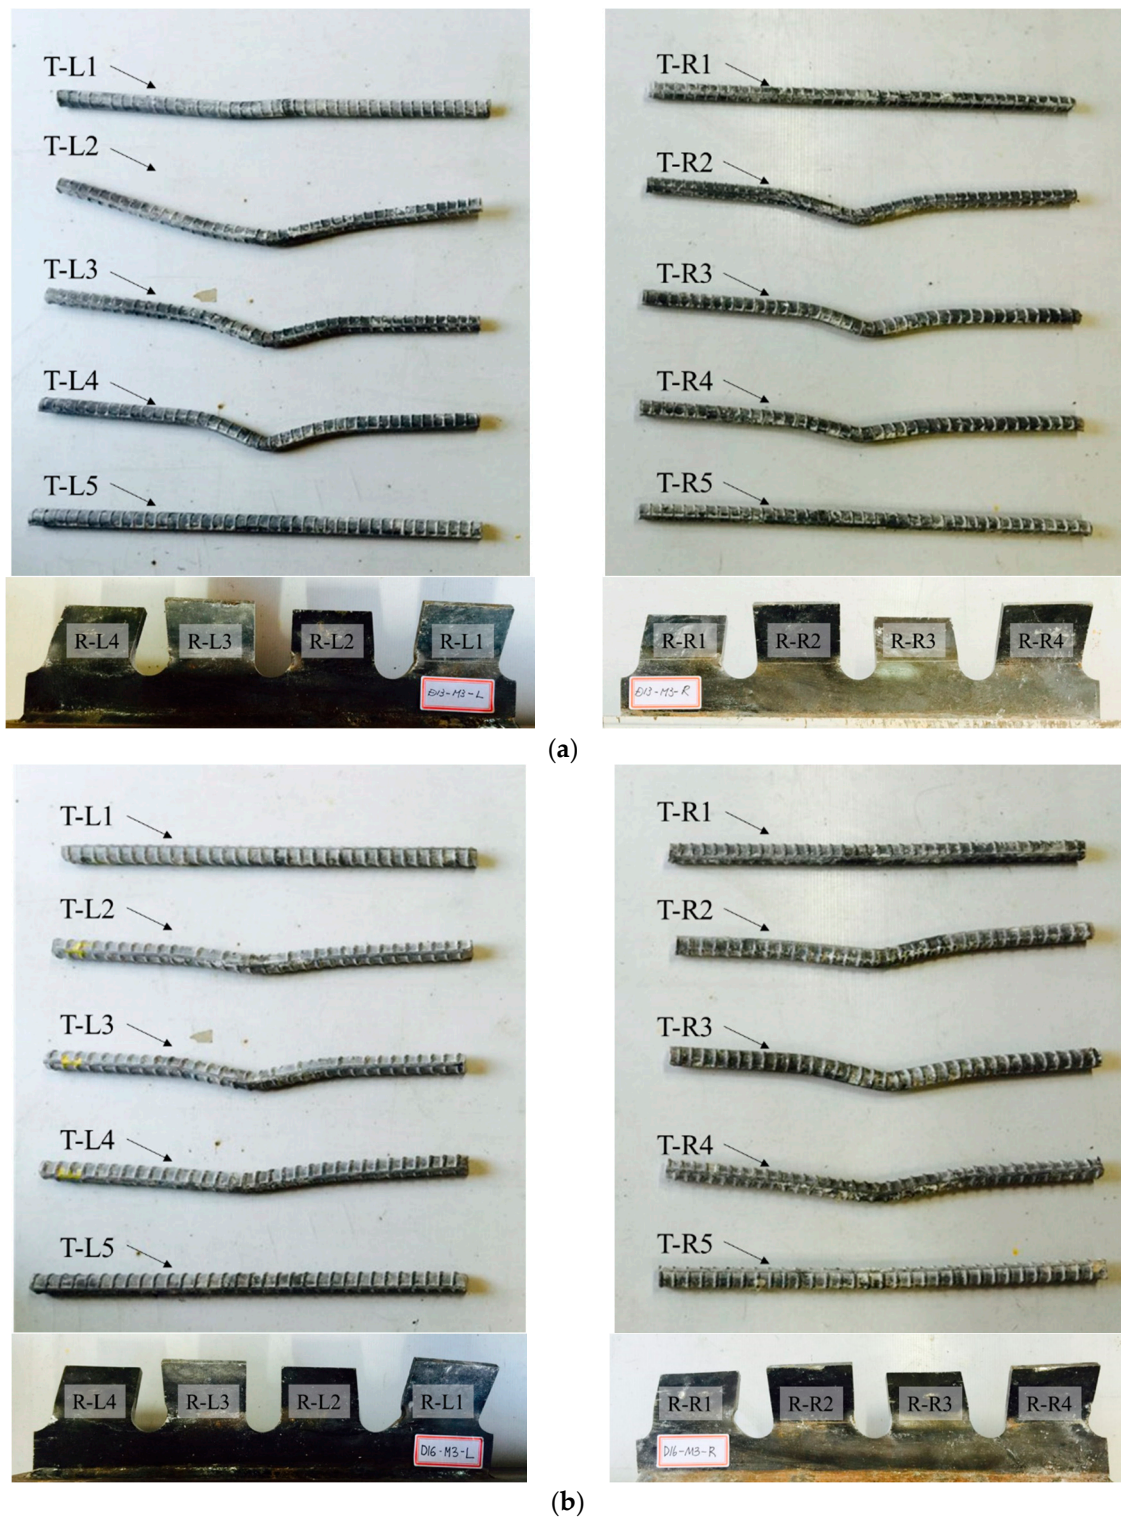 T-L1
T-L2
T-L3
T-L4
T-L5
R-L4 R-L3 R-L2 R-L1
D13-M3-L
T-R1
T-R2
T-R3
T-R4
T-R5
R-R1 R-R2 R-R3 R-R4
D13-M3-R
(a)
T-L1
T-L2
T-L3
T-L4
T-L5
R-L4 R-L3 R-L2 R-L1
D16-M3-L
T-R1
T-R2
T-R3
T-R4
T-R5
R-R1 R-R2 R-R3 R-R4
D16-M3-R
(b)